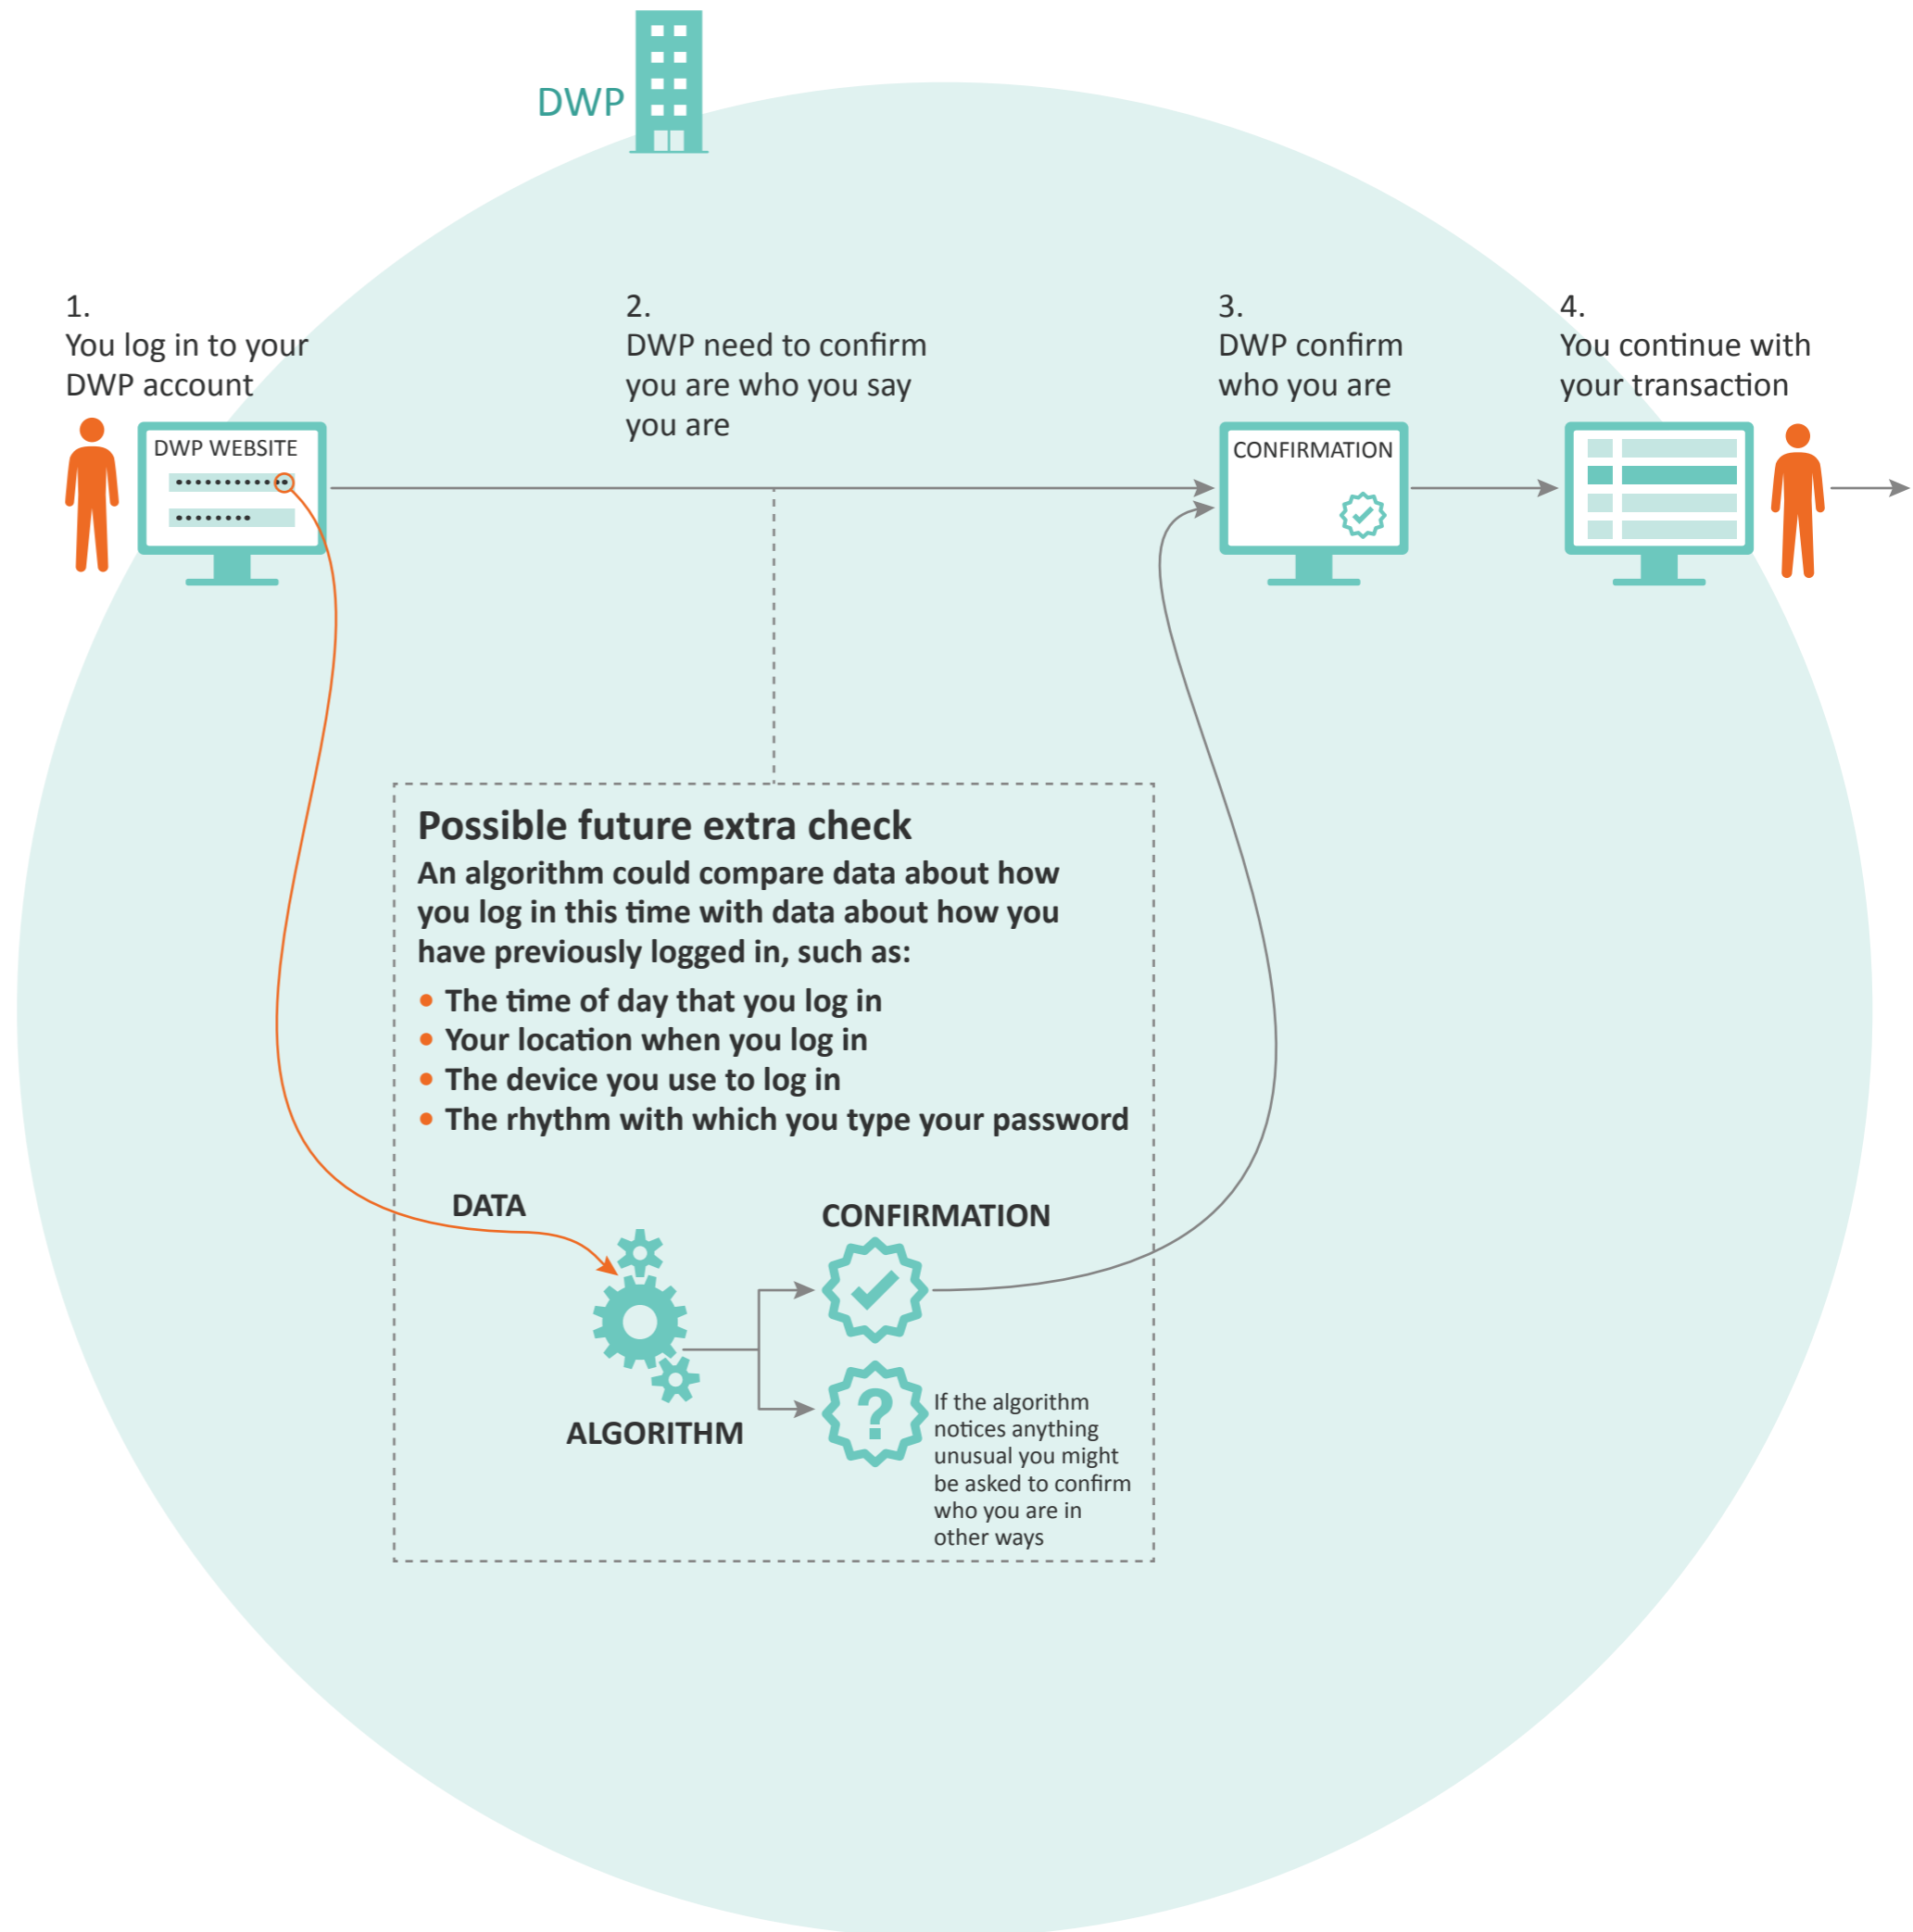 DWP
1.
You log in to your
DWP account
DWP WEBSITE
2.
DWP need to confirm
you are who you say
you are
3.
DWP confirm
who you are
CONFIRMATION
4.
You continue with
your transaction
Possible future extra check
An algorithm could compare data about how
you log in this time with data about how you
have previously logged in, such as:
• The time of day that you log in
• Your location when you log in
• The device you use to log in
• The rhythm with which you type your password
DATA
ALGORITHM
CONFIRMATION
?
If the algorithm
notices anything
unusual you might
be asked to confirm
who you are in
other ways